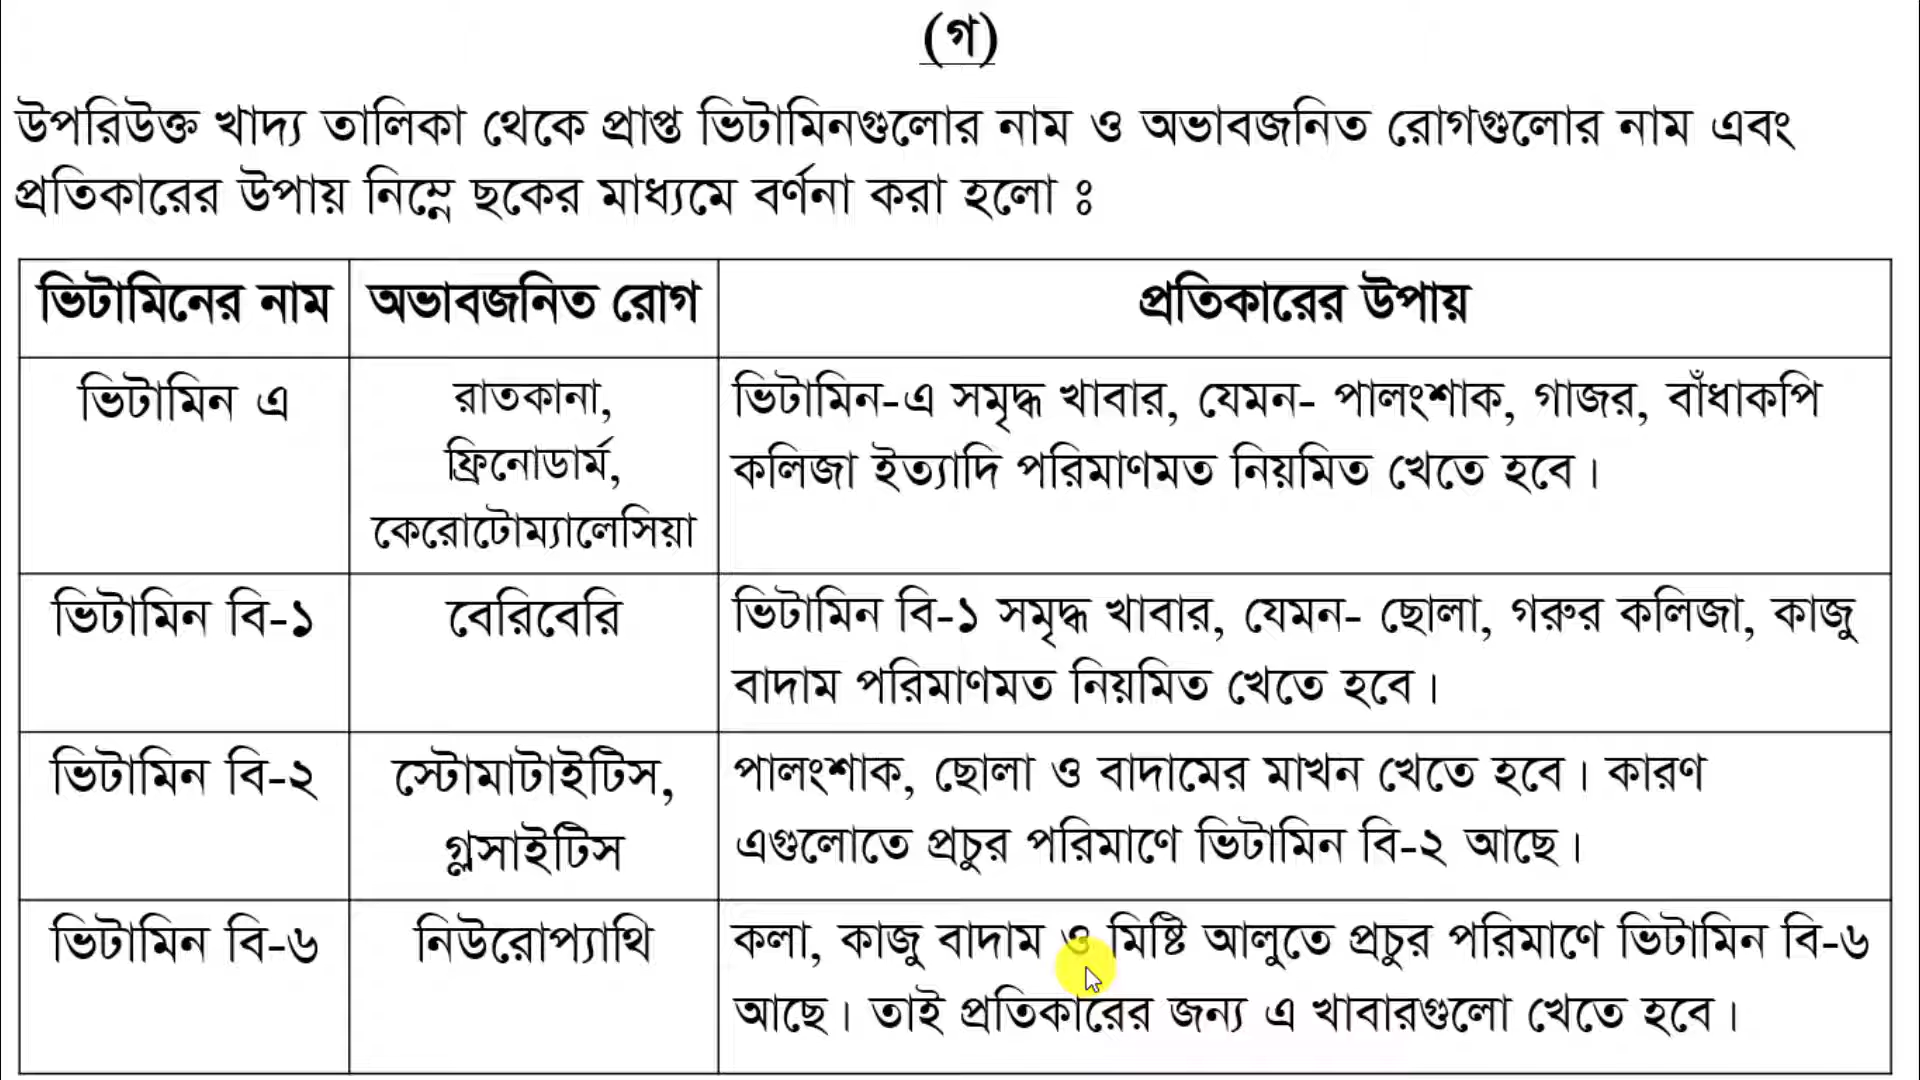 (গ)
উপরিউক্ত খাদ্য তালিকা থেকে প্রাপ্ত ভিটামিনগুলোর নাম ও অভাবজনিত রোগগুলোর নাম এবং
প্রতিকারের উপায় নিম্নে ছকের মাধ্যমে বর্ণনা করা হলো ঃ
ভিটামিনের নাম
অভাবজনিত রোগ
প্রতিকারের উপায়
ভিটামিন এ
রাতকানা,
ফ্রিনোডার্ম,
কেরোটোম্যালেসিয়া
ভিটামিন-এ সমৃদ্ধ খাবার, যেমন- পালংশাক, গাজর, বাঁধাকপি
কলিজা ইত্যাদি পরিমাণমত নিয়মিত খেতে হবে।
ভিটামিন বি-১
বেরিবেরি
ভিটামিন বি-১ সমৃদ্ধ খাবার, যেমন- ছোলা, গরুর কলিজা, কাজু
বাদাম পরিমাণমত নিয়মিত খেতে হবে।
ভিটামিন বি-২
স্টোমাটাইটিস,
গ্লসাইটিস
পালংশাক, ছোলা ও বাদামের মাখন খেতে হবে। কারণ
এগুলোতে প্রচুর পরিমাণে ভিটামিন বি-২ আছে।
ভিটামিন বি-৬
নিউরোপ্যাথি
কলা, কাজু বাদাম ও মিষ্টি আলুতে প্রচুর পরিমাণে ভিটামিন বি-৬
আছে। তাই প্রতিকারের জন্য এ খাবারগুলো খেতে হবে।